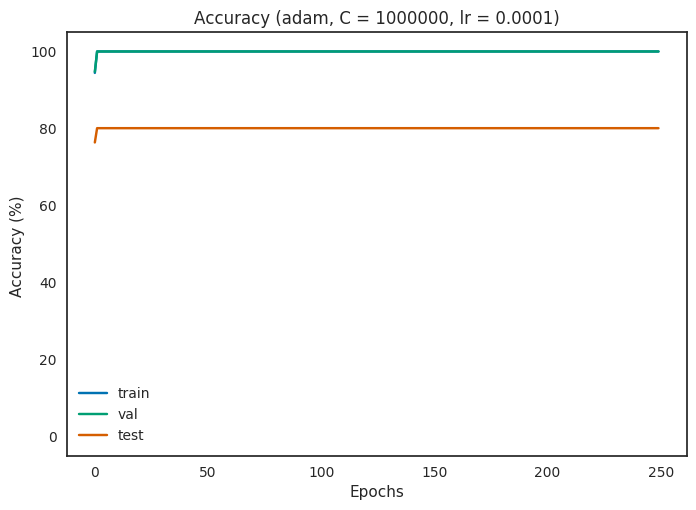 Accuracy (adam, C = 1000000, lr = 0.0001)
Accuracy (%)
100
80
60
40
20
0
train
val
test
0 50 100 150 200 250
Epochs